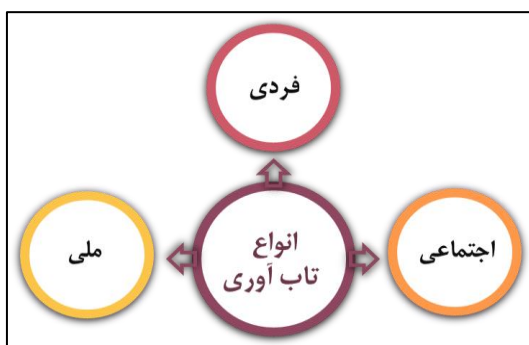 فردی
انواع
تاب آوری
اجتماعی
ملی